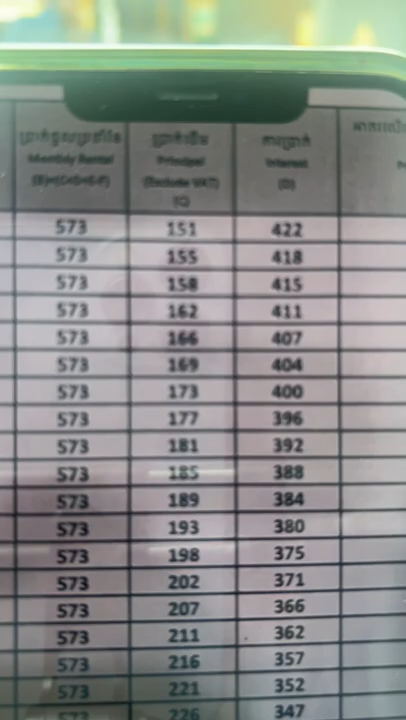 ប្រាក់ជួលប្រចាំខែ ប្រាក់ដើម ការប្រាក់
Monthly Rental Principal Interest
(Exclude VAT) (D)
(C)
573 151 422
573 155 418
573 158 415
573 162 411
573 166 407
573 169 404
573 173 400
573 177 396
573 181 392
573 185 388
573 189 384
573 193 380
573 198 375
573 202 371
573 207 366
573 211 362
573 216 357
573 221 352
573 226 347